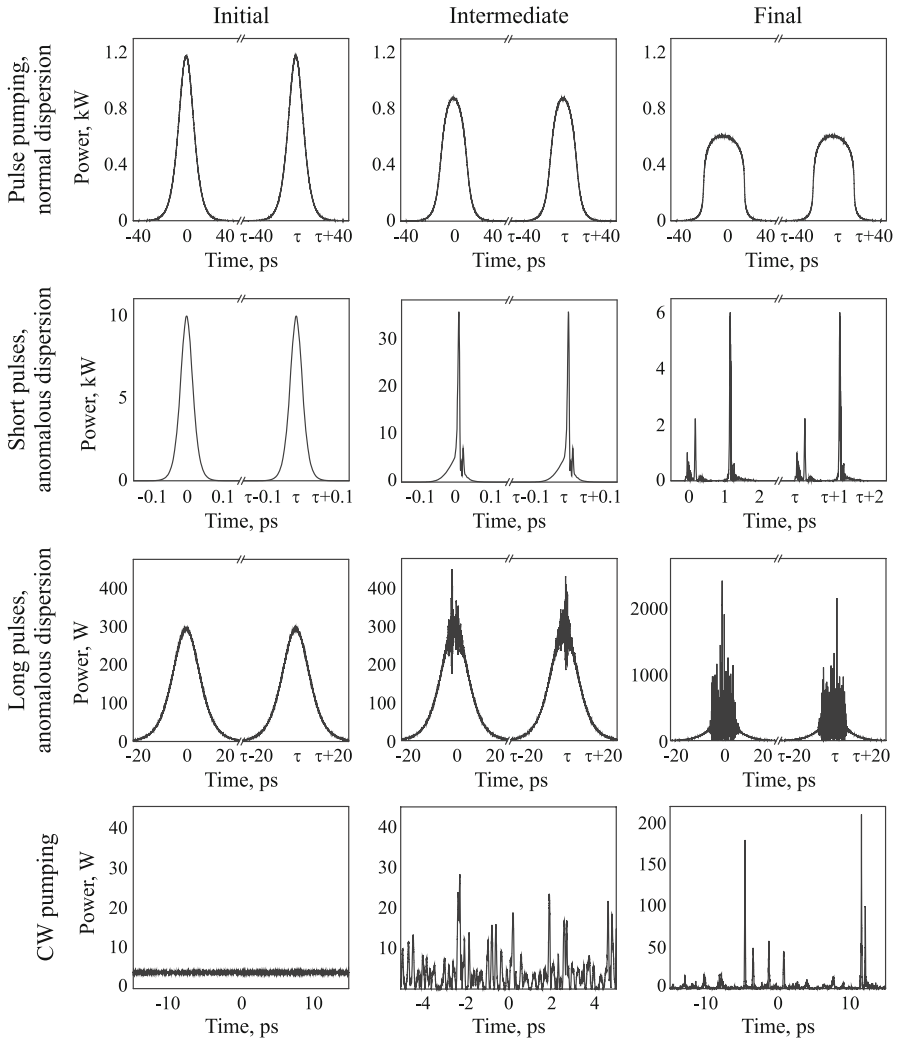 Initial Intermediate Final
Pulse pumping,
normal dispersion
Power, kW
1.2 1.2 1.2
0.8 0.8 0.8
0.4 0.4 0.4
0 0 0
-40 0 40 τ-40 τ τ+40 -40 0 40 τ-40 τ τ+40 -40 0 40 τ-40 τ τ+40
Time, ps Time, ps Time, ps
Short pulses,
anomalous dispersion
Power, kW
10 30 6
5 20 4
0 10 2
0 0
-0.1 0 0.1 -0.1 τ τ+0.1 -0.1 0 0.1 τ-0.1 τ τ+0.1 0 1 2 τ τ+1 τ+2
Time, ps Time, ps Time, ps
Long pulses,
anomalous dispersion
Power, W
400 400 2000
300 300
200 200 1000
100 100
0 0 0
-20 0 20 τ-20 τ τ+20 -20 0 20 τ-20 τ τ+20 -20 0 20 τ-20 τ τ+20
Time, ps Time, ps Time, ps
CW pumping
Power, W
40 40 200
30 30 150
20 20 100
10 10 50
0 0 0
-10 0 10 -4 -2 0 2 4 -10 0 10
Time, ps Time, ps Time, ps